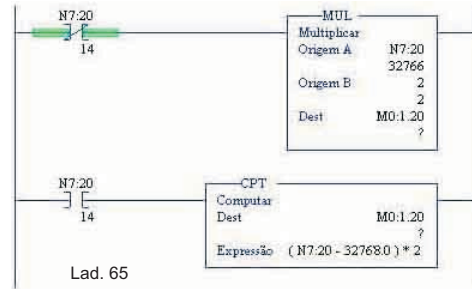 N7:20
14
MUL
Multiplicar
Origem A N7:20
32766
Origem B 2
2
Dest M0:1.20
?
N7:20
14
CPT
Computar
Dest M0:1.20
?
Expressão ( N7:20 - 32768.0 ) * 2
Lad. 65